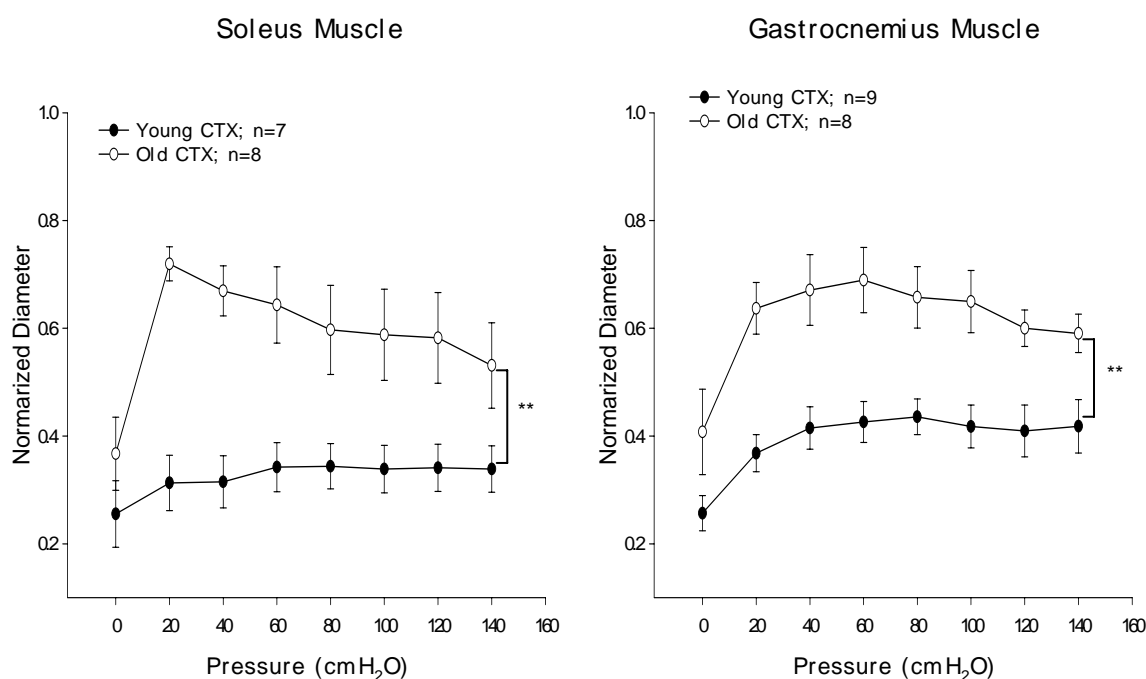 Soleus Muscle
Young CTX; n=7
Old CTX; n=8
1.0
0.8
0.6
0.4
0.2
Normarized Diameter
**
0 20 40 60 80 100 120 140 160
Pressure (cmH₂O)
Gastrocnemius Muscle
Young CTX; n=9
Old CTX; n=8
1.0
0.8
0.6
0.4
0.2
Normarized Diameter
**
0 20 40 60 80 100 120 140 160
Pressure (cmH₂O)